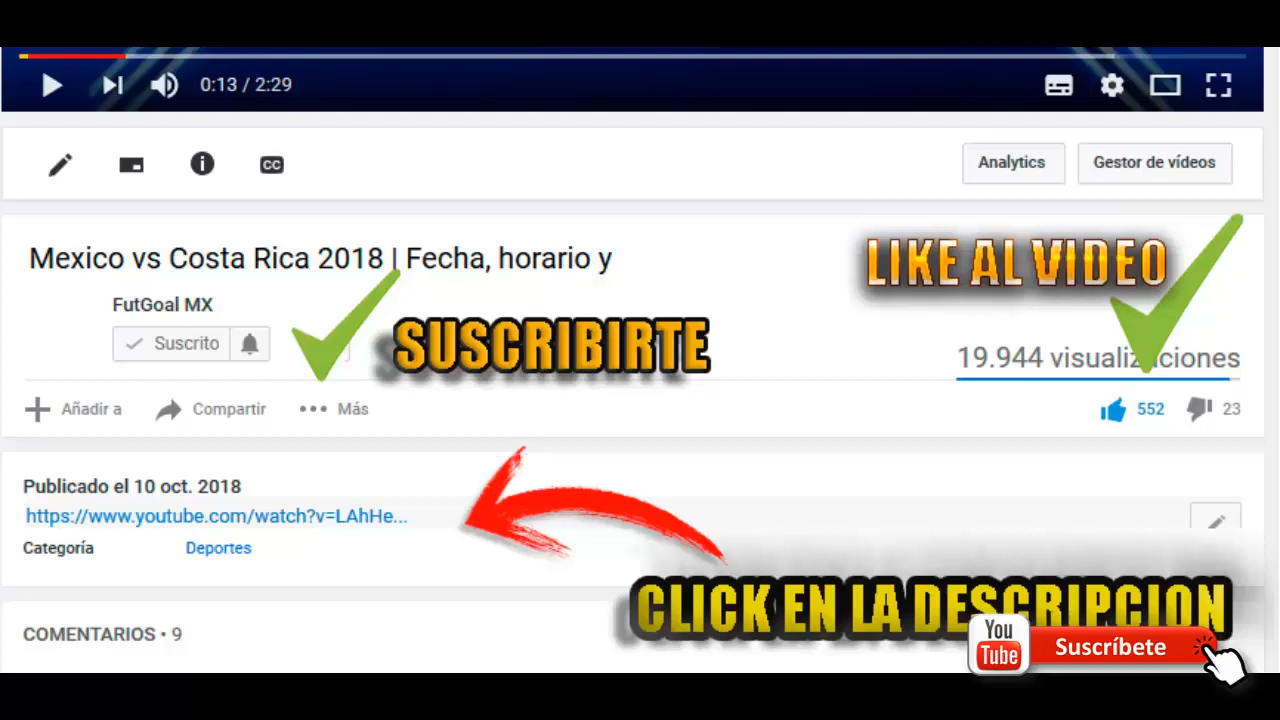 0:13 / 2:29
CC
Analytics
Gestor de vídeos
Mexico vs Costa Rica 2018 | Fecha, horario y
LIKE AL VIDEO
FutGoal MX
Suscrito
SUSCRIBIRTE
19.944 visualizaciones
Añadir a
Compartir
Más
552
23
Publicado el 10 oct. 2018
https://www.youtube.com/watch?v=LAhHe...
Categoría
Deportes
CLICK EN LA DESCRIPCION
COMENTARIOS • 9
You
Tube
Suscríbete